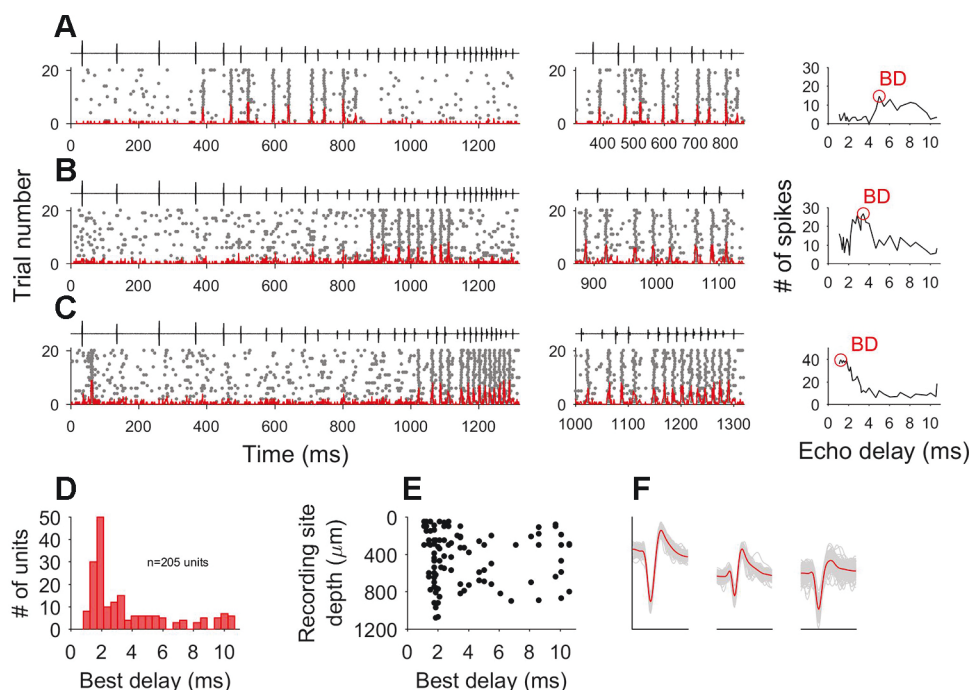 A
20
0
0 200 400 600 800 1000 1200
20
0
400 500 600 700 800
30
20
10
0
BD
0 2 4 6 8 10
B
20
0
0 200 400 600 800 1000 1200
20
0
900 1000 1100
30
20
10
0
BD
0 2 4 6 8 10
C
20
0
0 200 400 600 800 1000 1200
20
0
1000 1100 1200 1300
40
20
0
BD
0 2 4 6 8 10
Trial number
Time (ms)
# of spikes
Echo delay (ms)
D
# of units
50
40
30
20
10
0
n=205 units
0 2 4 6 8 10
Best delay (ms)
E
Recording site
depth (μm)
0
400
800
1200
0 2 4 6 8 10
Best delay (ms)
F